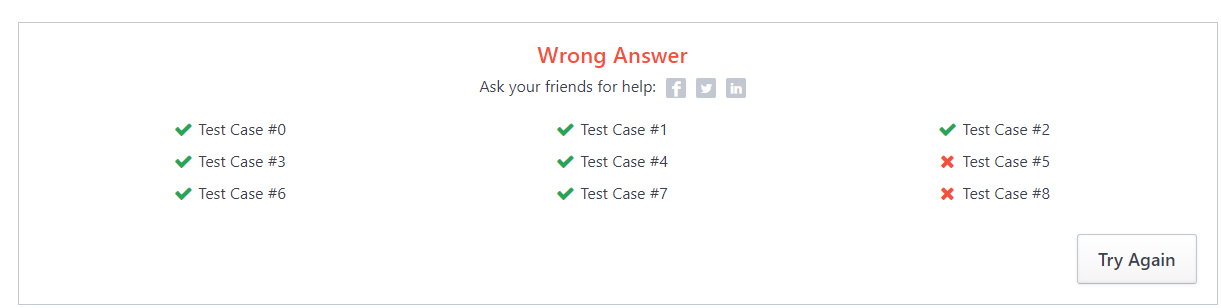 Wrong Answer
Ask your friends for help:
Test Case #0 Test Case #1 Test Case #2
Test Case #3 Test Case #4 Test Case #5
Test Case #6 Test Case #7 Test Case #8
Try Again